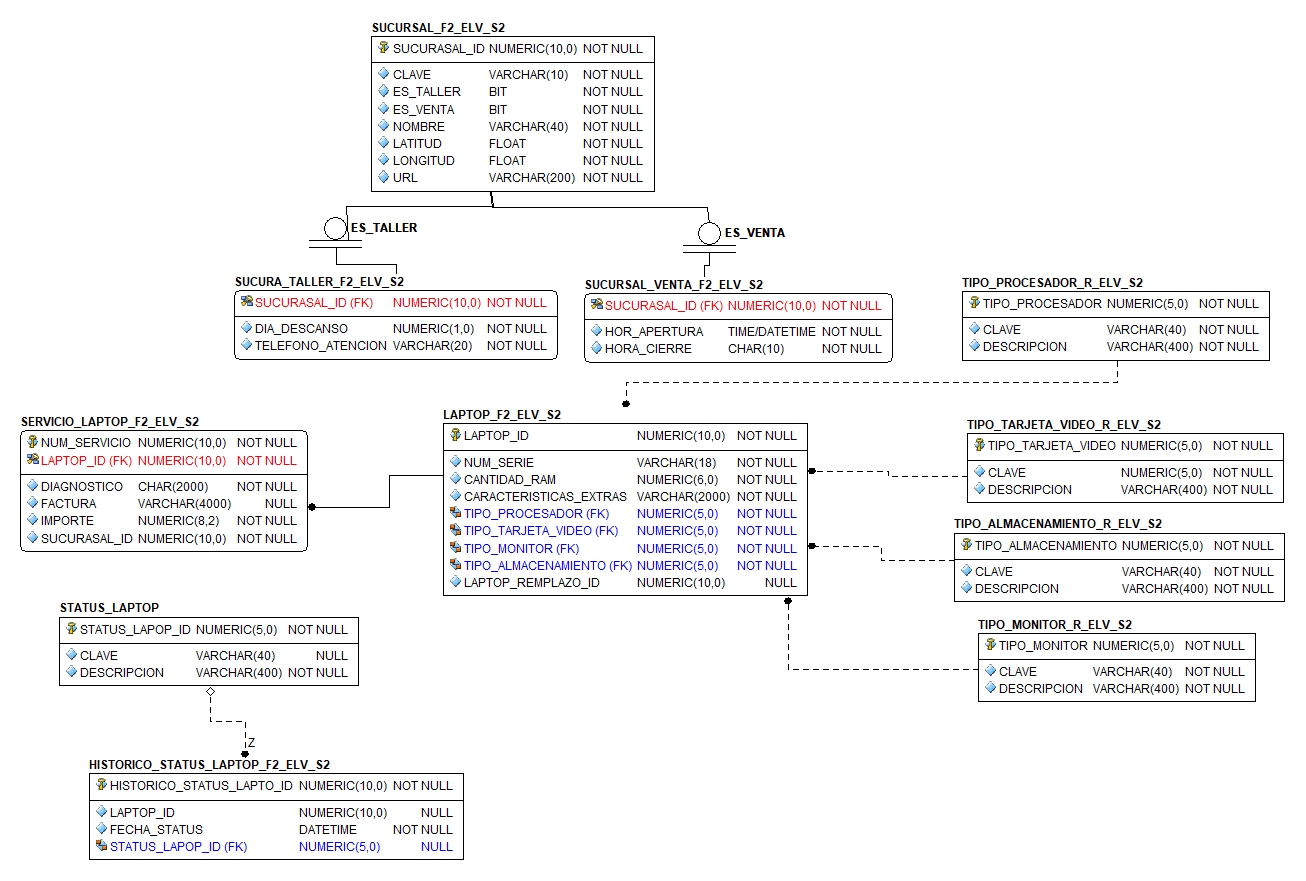 SUCURSAL_F2_ELV_S2
SUCURASAL_ID NUMERIC(10,0) NOT NULL
CLAVE VARCHAR(10) NOT NULL
ES_TALLER BIT NOT NULL
ES_VENTA BIT NOT NULL
NOMBRE VARCHAR(40) NOT NULL
LATITUD FLOAT NOT NULL
LONGITUD FLOAT NOT NULL
URL VARCHAR(200) NOT NULL
ES_TALLER
ES_VENTA
SUCURA_TALLER_F2_ELV_S2
SUCURASAL_ID (FK) NUMERIC(10,0) NOT NULL
DIA_DESCANSO NUMERIC(1,0) NOT NULL
TELEFONO_ATENCION VARCHAR(20) NOT NULL
SUCURSAL_VENTA_F2_ELV_S2
SUCURASAL_ID (FK) NUMERIC(10,0) NOT NULL
HOR_APERTURA TIME/DATETIME NOT NULL
HORA_CIERRE CHAR(10) NOT NULL
TIPO_PROCESADOR_R_ELV_S2
TIPO_PROCESADOR NUMERIC(5,0) NOT NULL
CLAVE VARCHAR(40) NOT NULL
DESCRIPCION VARCHAR(400) NOT NULL
SERVICIO_LAPTOP_F2_ELV_S2
NUM_SERVICIO NUMERIC(10,0) NOT NULL
LAPTOP_ID (FK) NUMERIC(10,0) NOT NULL
DIAGNOSTICO CHAR(2000) NOT NULL
FACTURA VARCHAR(4000) NULL
IMPORTE NUMERIC(8,2) NOT NULL
SUCURASAL_ID NUMERIC(10,0) NOT NULL
LAPTOP_F2_ELV_S2
LAPTOP_ID NUMERIC(10,0) NOT NULL
NUM_SERIE VARCHAR(18) NOT NULL
CANTIDAD_RAM NUMERIC(6,0) NOT NULL
CARACTERISTICAS_EXTRAS VARCHAR(2000) NOT NULL
TIPO_PROCESADOR (FK) NUMERIC(5,0) NOT NULL
TIPO_TARJETA_VIDEO (FK) NUMERIC(5,0) NOT NULL
TIPO_MONITOR (FK) NUMERIC(5,0) NOT NULL
TIPO_ALMACENAMIENTO (FK) NUMERIC(5,0) NOT NULL
LAPTOP_REMPLAZO_ID NUMERIC(10,0) NULL
TIPO_TARJETA_VIDEO_R_ELV_S2
TIPO_TARJETA_VIDEO NUMERIC(5,0) NOT NULL
CLAVE NUMERIC(5,0) NOT NULL
DESCRIPCION VARCHAR(400) NOT NULL
TIPO_ALMACENAMIENTO_R_ELV_S2
TIPO_ALMACENAMIENTO NUMERIC(5,0) NOT NULL
CLAVE VARCHAR(40) NOT NULL
DESCRIPCION VARCHAR(400) NOT NULL
TIPO_MONITOR_R_ELV_S2
TIPO_MONITOR NUMERIC(5,0) NOT NULL
CLAVE VARCHAR(40) NOT NULL
DESCRIPCION VARCHAR(400) NOT NULL
STATUS_LAPTOP
STATUS_LAPOP_ID NUMERIC(5,0) NOT NULL
CLAVE VARCHAR(40) NULL
DESCRIPCION VARCHAR(400) NOT NULL
Z
HISTORICO_STATUS_LAPTOP_F2_ELV_S2
HISTORICO_STATUS_LAPTO_ID NUMERIC(10,0) NOT NULL
LAPTOP_ID NUMERIC(10,0) NULL
FECHA_STATUS DATETIME NOT NULL
STATUS_LAPOP_ID (FK) NUMERIC(5,0) NULL